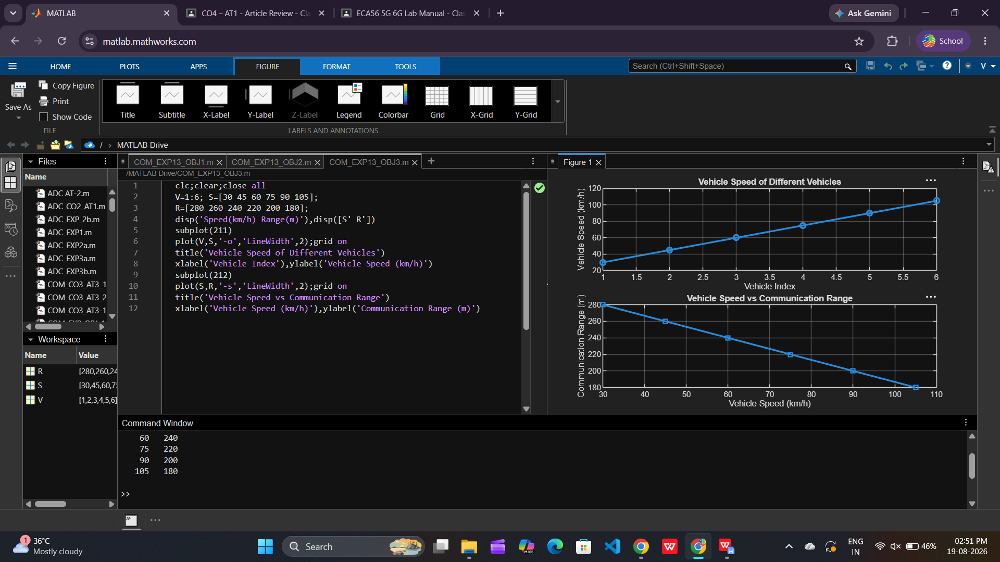 MATLAB
CO4 – AT1 - Article Review - Cla
ECA56 5G 6G Lab Manual - Clas
Ask Gemini
matlab.mathworks.com
School
HOME
PLOTS
APPS
FIGURE
FORMAT
TOOLS
Search (Ctrl+Shift+Space)
V
Save As
Copy Figure
Print
Show Code
FILE
Title
Subtitle
X-Label
Y-Label
Z-Label
Legend
Colorbar
Grid
X-Grid
Y-Grid
LABELS AND ANNOTATIONS
/ › MATLAB Drive
Files
Name
ADC AT-2.m
ADC_CO2_AT1.m
ADC_EXP_2b.m
ADC_EXP1.m
ADC_EXP2a.m
ADC_EXP3a.m
ADC_EXP3b.m
COM_CO3_AT3_1_
COM_CO3_AT3_2_
COM_CO3_AT3-1_
Workspace
Name Value
R [280,260,24
S [30,45,60,75
V [1,2,3,4,5,6]
COM_EXP13_OBJ1.m
COM_EXP13_OBJ2.m
COM_EXP13_OBJ3.m
/MATLAB Drive/COM_EXP13_OBJ3.m
1 clc;clear;close all
2 V=1:6; S=[30 45 60 75 90 105];
3 R=[280 260 240 220 200 180];
4 disp('Speed(km/h) Range(m)'),disp([S' R'])
5 subplot(211)
6 plot(V,S,'-o','LineWidth',2);grid on
7 title('Vehicle Speed of Different Vehicles')
8 xlabel('Vehicle Index'),ylabel('Vehicle Speed (km/h)')
9 subplot(212)
10 plot(S,R,'-s','LineWidth',2);grid on
11 title('Vehicle Speed vs Communication Range')
12 xlabel('Vehicle Speed (km/h)'),ylabel('Communication Range (m)')
Figure 1
Vehicle Speed of Different Vehicles
Vehicle Speed (km/h)
120
100
80
60
40
20
1 1.5 2 2.5 3 3.5 4 4.5 5 5.5 6
Vehicle Index
Vehicle Speed vs Communication Range
Communication Range (m)
280
260
240
220
200
180
30 40 50 60 70 80 90 100 110
Vehicle Speed (km/h)
Command Window
60 240
75 220
90 200
105 180
>>
1
36°C
Mostly cloudy
Search
M365
ENG
IN
46%
02:51 PM
19-08-2026